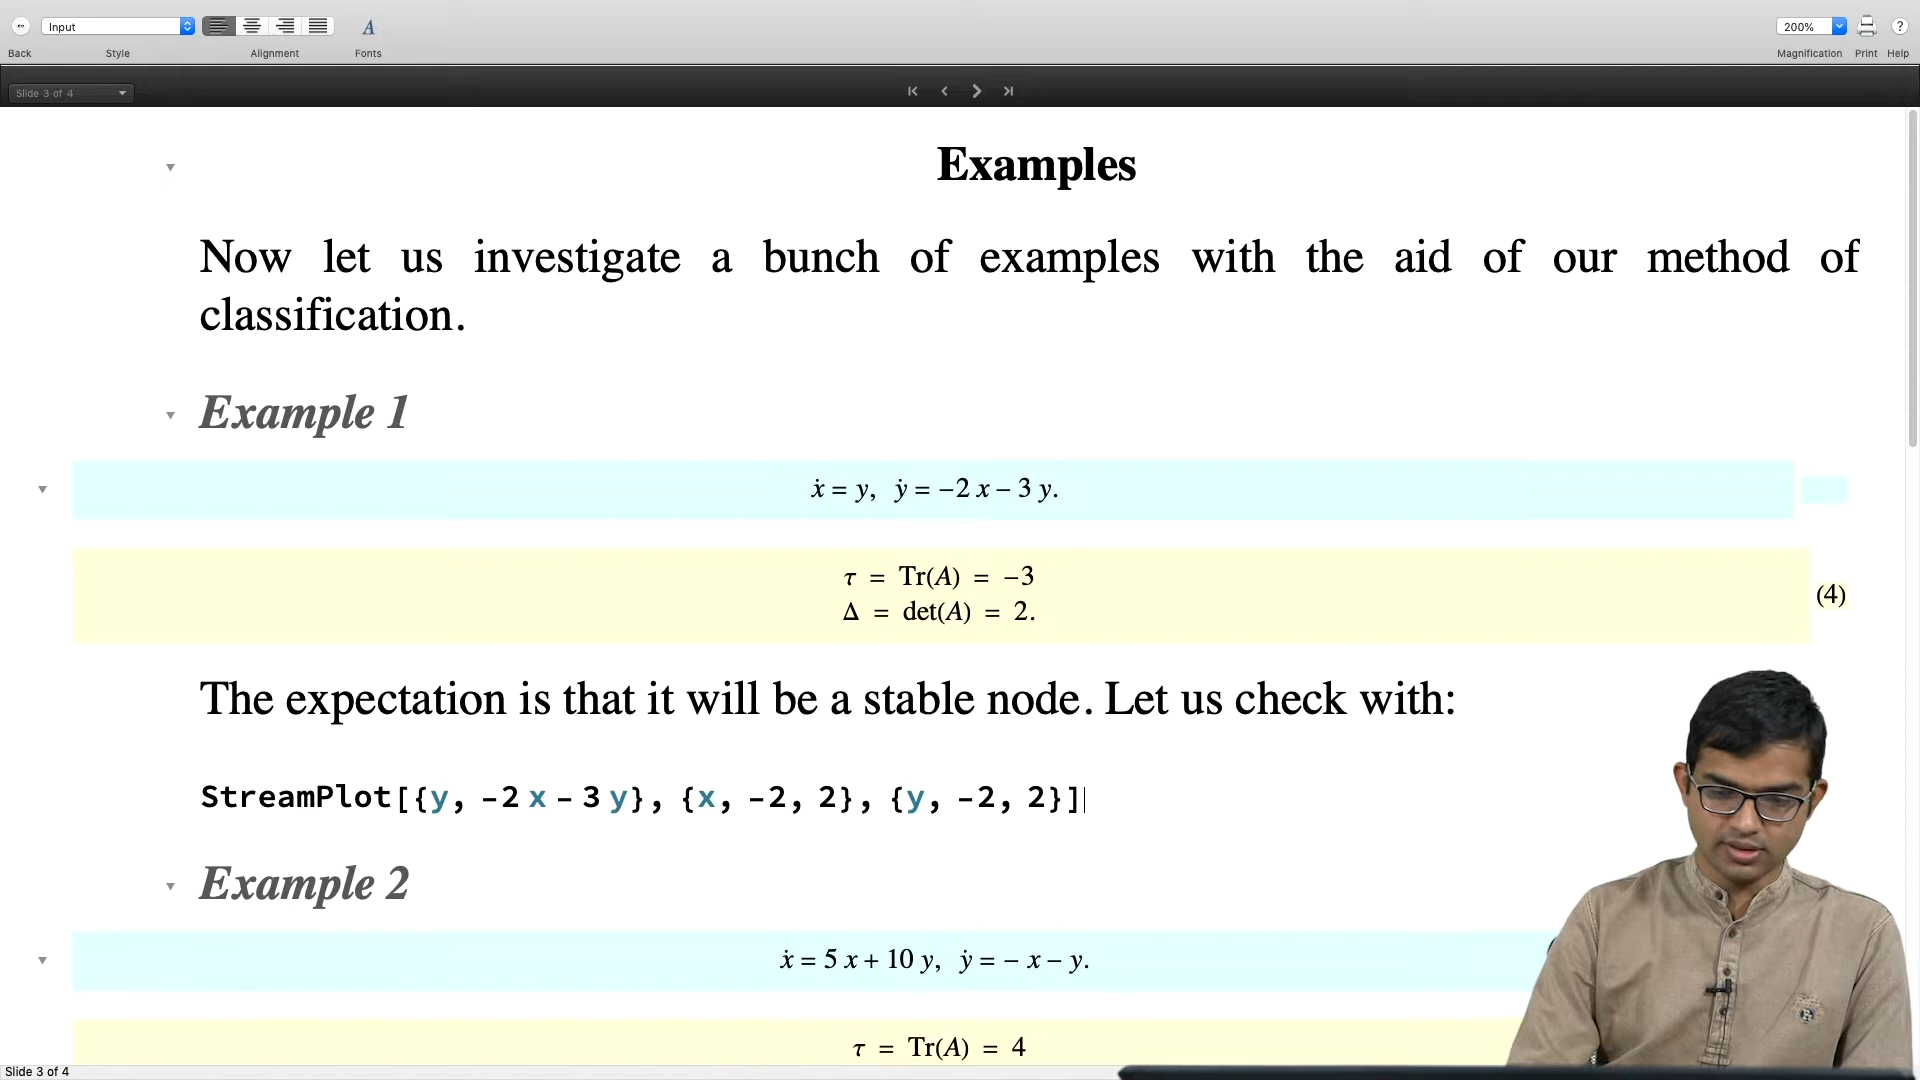 Input
200%
Back
Style
Alignment
Fonts
Magnification
Print
Help
Slide 3 of 4
Examples
Now let us investigate a bunch of examples with the aid of our method of
classification.
Example 1
ẋ = y, ẏ = −2 x − 3 y.
τ = Tr(A) = −3
Δ = det(A) = 2.
(4)
The expectation is that it will be a stable node. Let us check with:
StreamPlot[{y, -2 x - 3 y}, {x, -2, 2}, {y, -2, 2}]
Example 2
ẋ = 5 x + 10 y, ẏ = − x − y.
τ = Tr(A) = 4
Slide 3 of 4